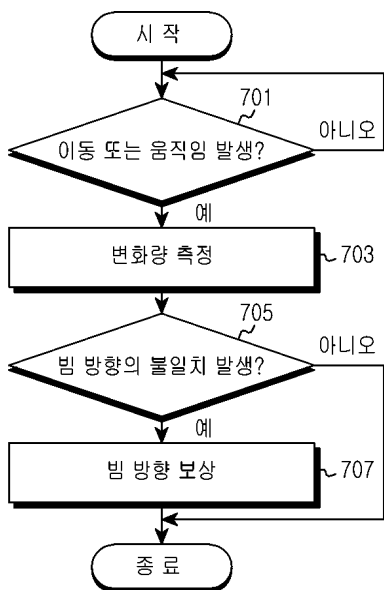 시 작
701
이동 또는 움직임 발생?
아니오
예
변화량 측정
703
705
빔 방향의 불일치 발생?
아니오
예
빔 방향 보상
707
종 료